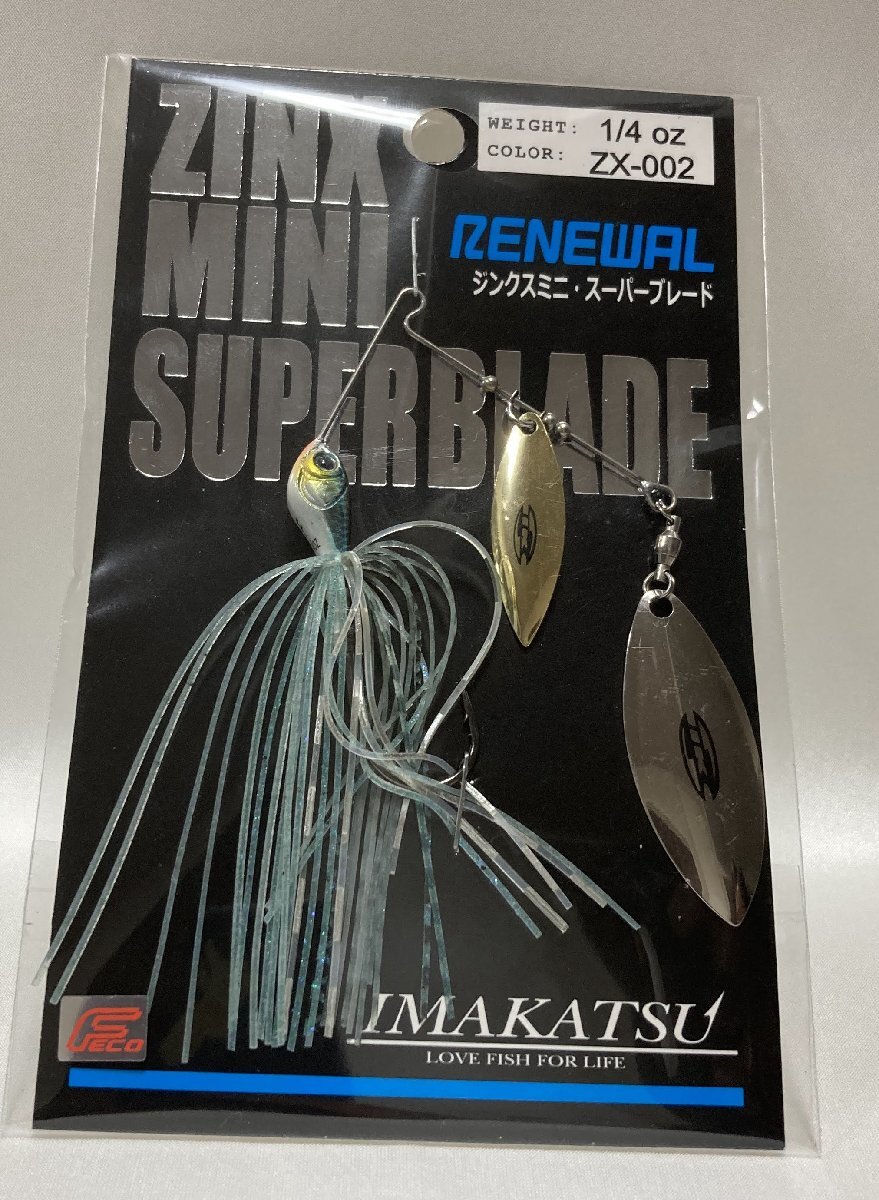 ZINX
MINI
SUPERBLADE
WEIGHT: 1/4 oz
COLOR: ZX-002
RENEWAL
ジンクスミニ・スーパーブレード
IMAKATSU
LOVE FISH FOR LIFE
FECO